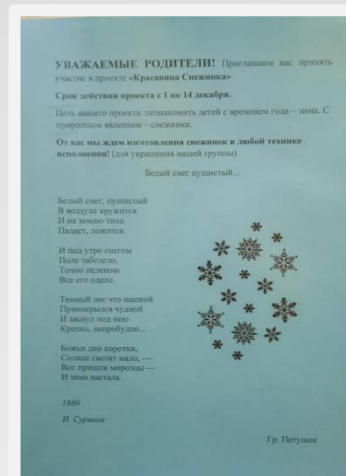 УВАЖАЕМЫЕ РОДИТЕЛИ! Приглашаем вас принять
участие в проекте «Красавица Снежинка»
Срок действия проекта с 1 по 14 декабря.
Цель нашего проекта: познакомить детей с временем года – зима. С
природным явлением – снежинки.
От вас мы ждем изготовления снежинок в любой технике
исполнения! (для украшения нашей группы)
Белый снег пушистый...
Белый снег, пушистый
В воздухе кружится
И на землю тихо
Падает, ложится.
И под утро снегом
Поле забелело,
Точно пеленою
Все его одело.
Темный лес что шапкой
Принакрылся чудной
И заснул под нею
Крепко, непробудно...
Божьи дни коротки,
Солнце светит мало, —
Вот пришли морозцы —
И зима настала.
1880
И. Суриков
Гр. Петушок